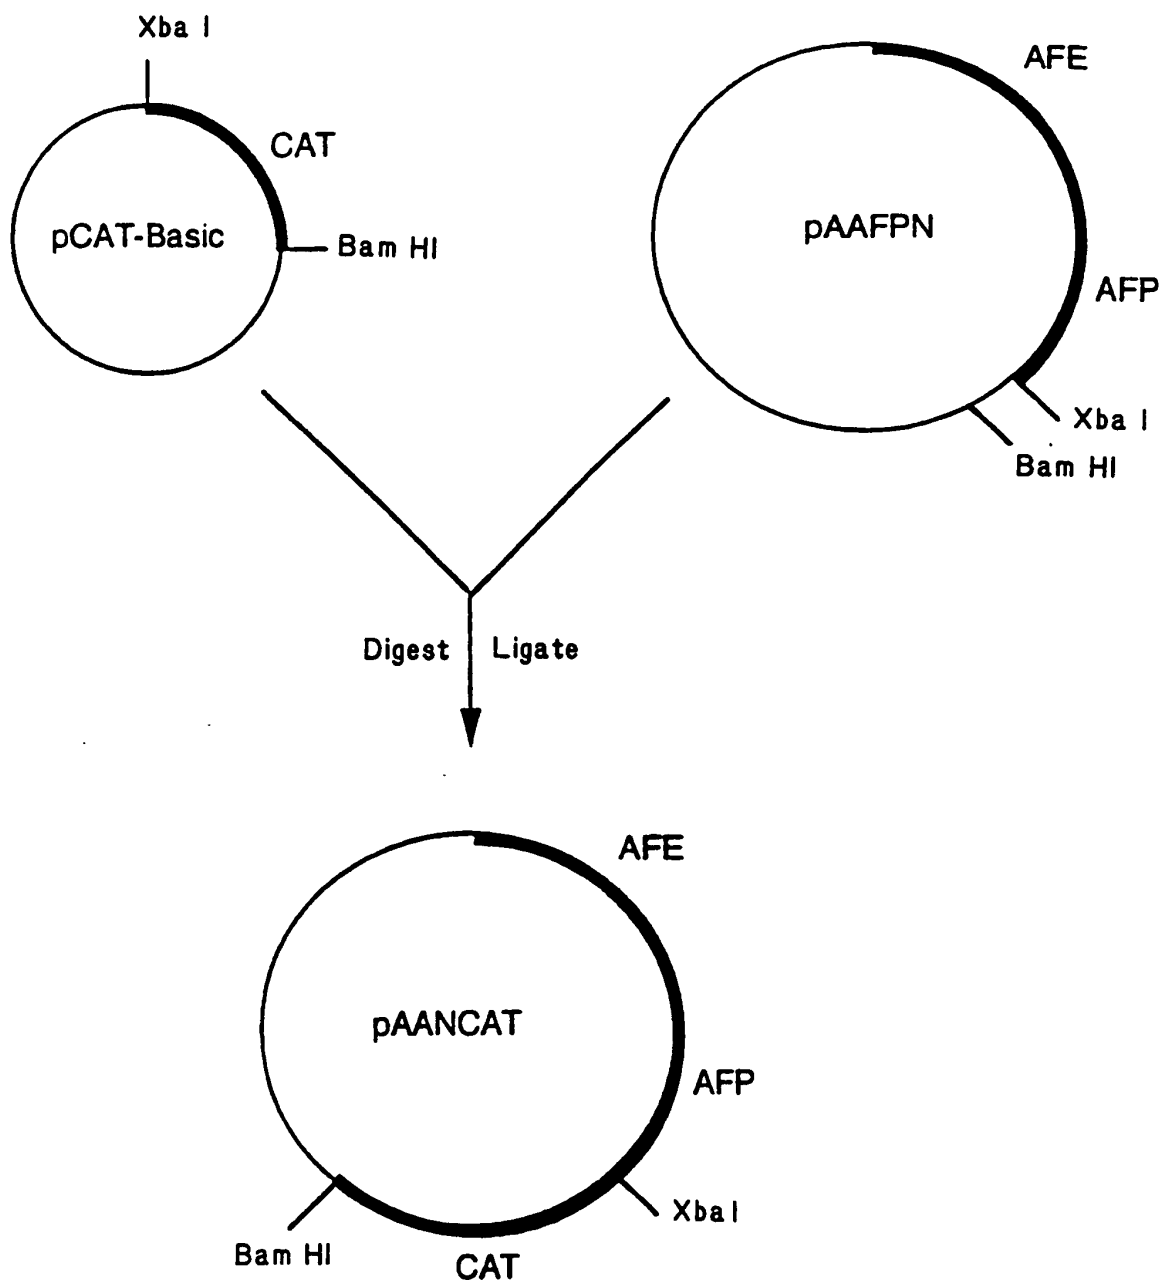 Xba I
CAT
pCAT-Basic
Bam HI
AFE
pAAFPN
AFP
Xba I
Bam HI
Digest
Ligate
AFE
pAANCAT
AFP
Xba I
Bam HI
CAT